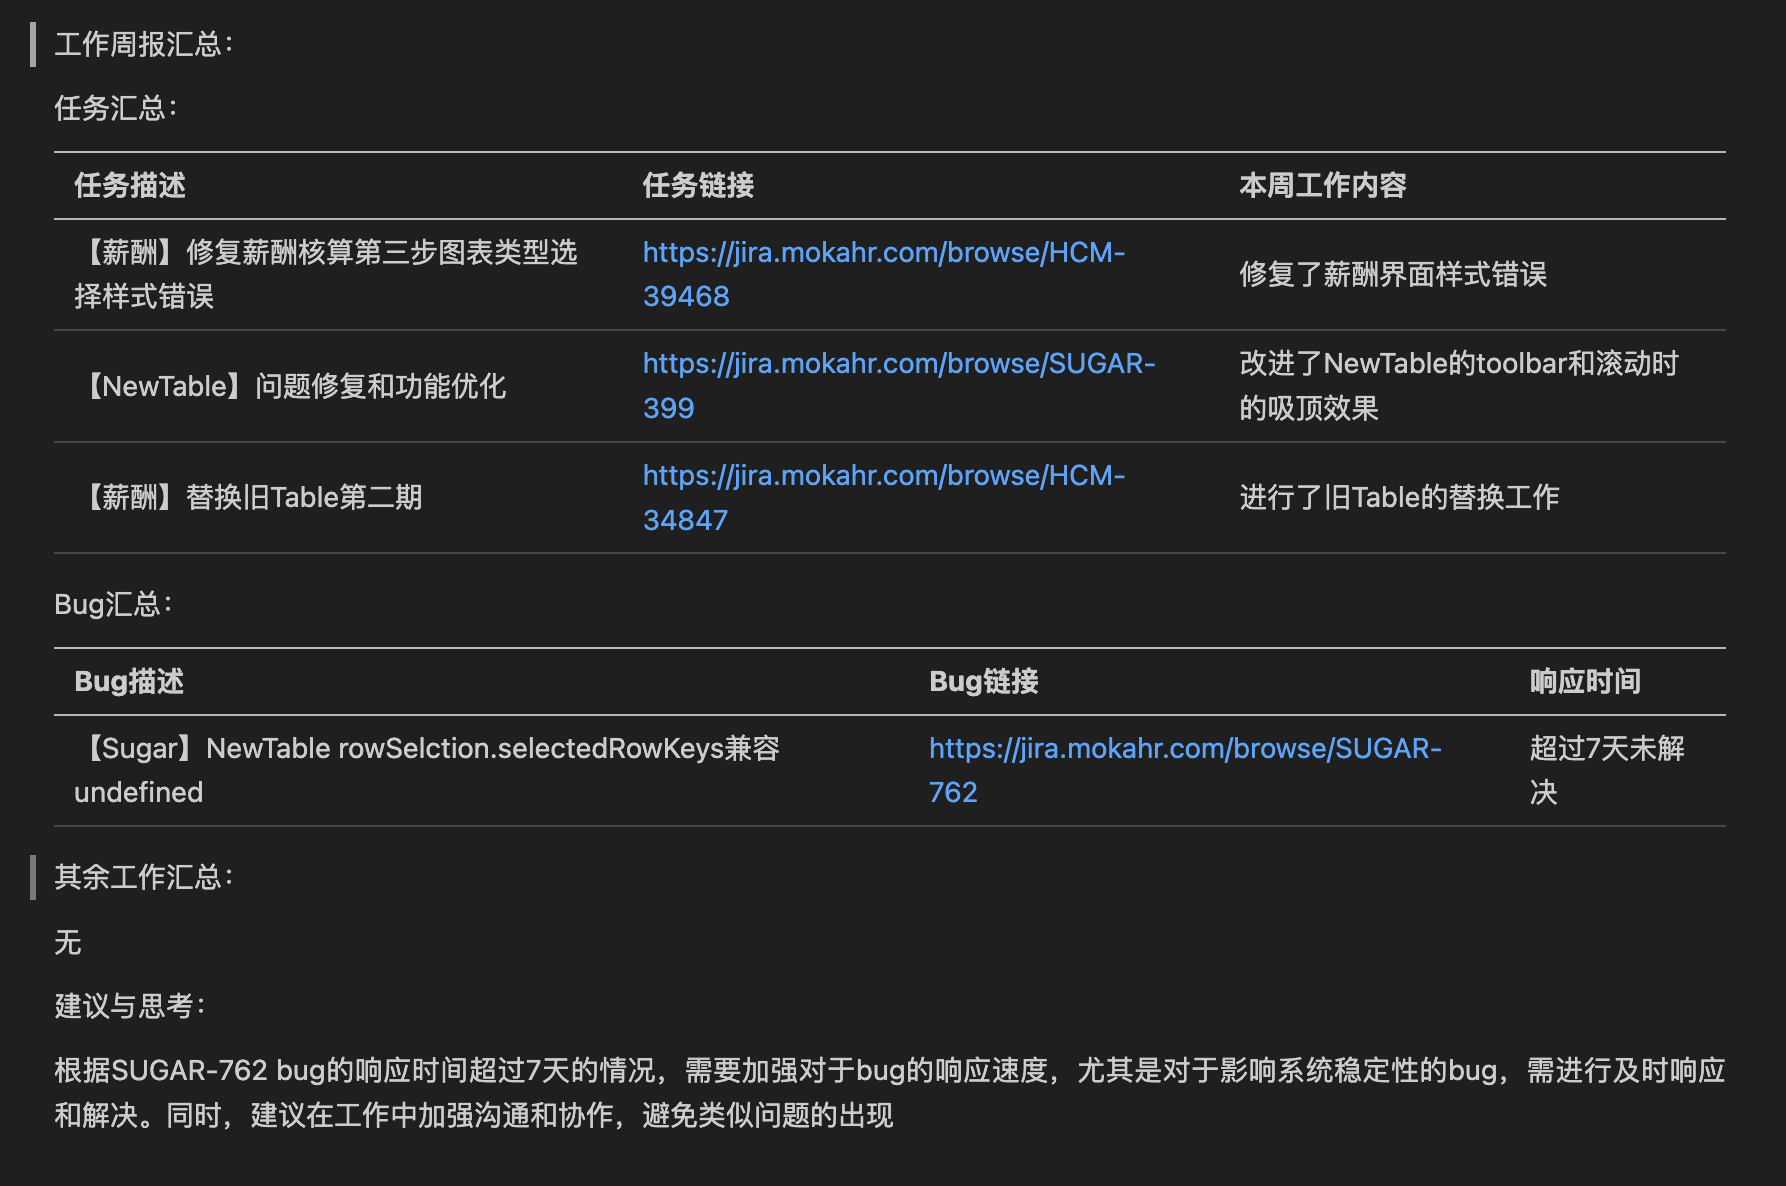 工作周报汇总：
任务汇总：
任务描述 任务链接 本周工作内容
【薪酬】修复薪酬核算第三步图表类型选
择样式错误
https://jira.mokahr.com/browse/HCM-
39468
修复了薪酬界面样式错误
【NewTable】问题修复和功能优化
https://jira.mokahr.com/browse/SUGAR-
399
改进了NewTable的toolbar和滚动时
的吸顶效果
【薪酬】替换旧Table第二期
https://jira.mokahr.com/browse/HCM-
34847
进行了旧Table的替换工作
Bug汇总：
Bug描述 Bug链接 响应时间
【Sugar】NewTable rowSelction.selectedRowKeys兼容
undefined
https://jira.mokahr.com/browse/SUGAR-
762
超过7天未解
决
其余工作汇总：
无
建议与思考：
根据SUGAR-762 bug的响应时间超过7天的情况，需要加强对于bug的响应速度，尤其是对于影响系统稳定性的bug，需进行及时响应
和解决。同时，建议在工作中加强沟通和协作，避免类似问题的出现